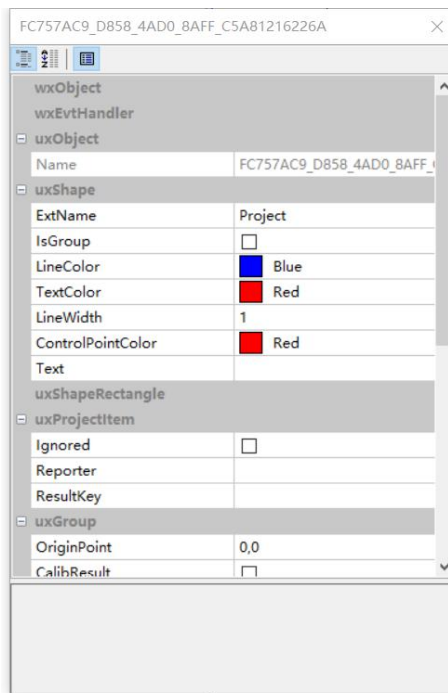 FC757AC9_D858_4AD0_8AFF_C5A81216226A
wxObject
wxEvtHandler
uxObject
Name FC757AC9_D858_4AD0_8AFF_
uxShape
ExtName Project
IsGroup
LineColor Blue
TextColor Red
LineWidth 1
ControlPointColor Red
Text
uxShapeRectangle
uxProjectItem
Ignored
Reporter
ResultKey
uxGroup
OriginPoint 0,0
CalibResult